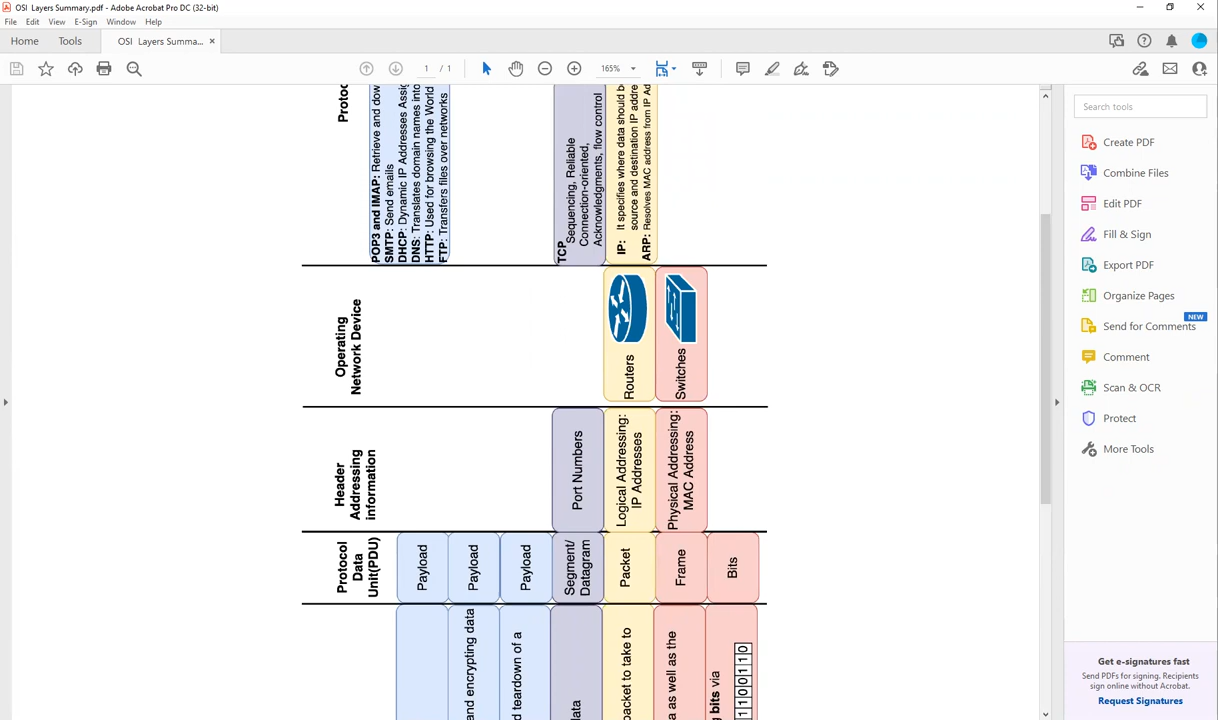 OSI Layers Summary.pdf - Adobe Acrobat Pro DC (32-bit)
File Edit View E-Sign Window Help
Home Tools OSI Layers Summa... ×
1 / 1 165%
Search tools
Create PDF
Combine Files
Edit PDF
Fill & Sign
Export PDF
Organize Pages
NEW
Send for Comments
Comment
Scan & OCR
Protect
More Tools
Get e-signatures fast
Send PDFs for signing. Recipients
sign online without Acrobat.
Request Signatures
POP3 and IMAP: Retrieve and
SMTP: Send emails
DHCP: Dynamic IP Addresses
DNS: Translates domain names into
HTTP: Used for browsing the World
FTP: Transfers files over networks
TCP
Sequencing, Reliable
Connection-oriented,
Acknowledgments, flow control
IP: It specifies where data should
source and destination IP
ARP: Resolves MAC address from IP
Operating
Network Device
Routers
Switches
Header
Addressing
information
Port Numbers
Logical Addressing:
IP Addresses
Physical Addressing:
MAC Address
Protocol
Data
Unit(PDU)
Payload
Payload
Payload
Segment/
Datagram
Packet
Frame
Bits
and encrypting data
teardown of a
packet to take to
as well as the
bits via
1 1 0 0 1 1 0